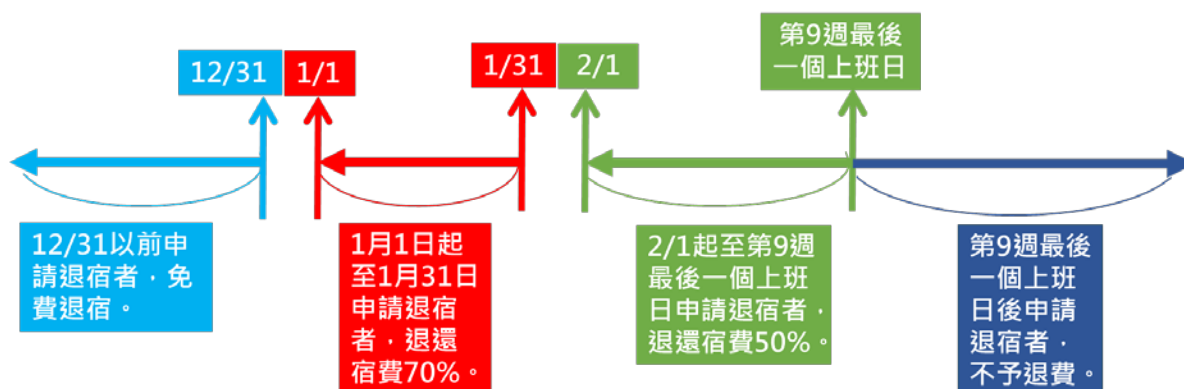 12/31
1/1
1/31
2/1
第9週最後
一個上班日
12/31以前申
請退宿者，免
費退宿。
1月1日起
至1月31日
申請退宿
者，退還
宿費70%。
2/1起至第9週
最後一個上班
日申請退宿者，
退還宿費50%。
第9週最後
一個上班
日後申請
退宿者，
不予退費。